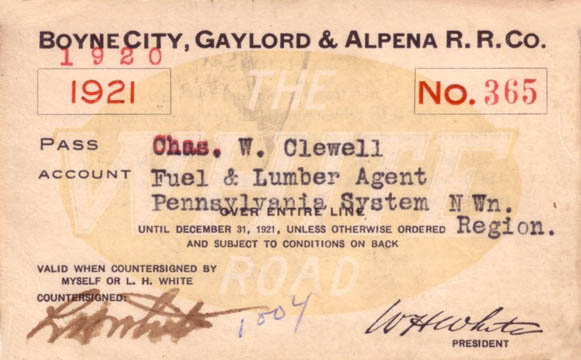 BOYNE CITY, GAYLORD & ALPENA R. R. CO.
1920
1921
No. 365
THE
WHITE
ROAD
PASS Chas. W. Clewell
ACCOUNT Fuel & Lumber Agent
Pennsylvania System N Wn.
Region.
OVER ENTIRE LINE
UNTIL DECEMBER 31, 1921, UNLESS OTHERWISE ORDERED
AND SUBJECT TO CONDITIONS ON BACK
VALID WHEN COUNTERSIGNED BY
MYSELF OR L. H. WHITE
COUNTERSIGNED:
L H White
1004
W H White
PRESIDENT